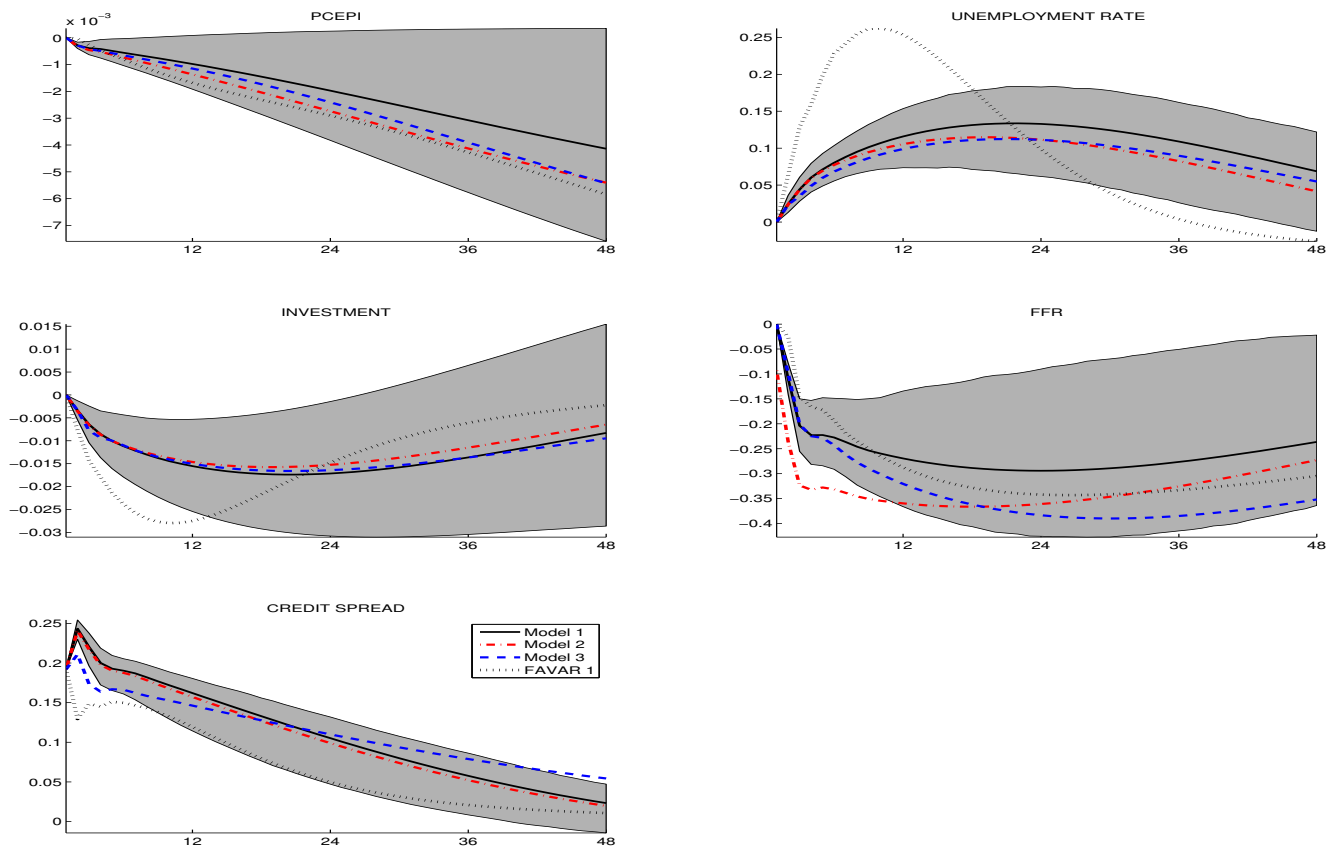 PCEPI
x 10⁻³
0
−1
−2
−3
−4
−5
−6
−7
12 24 36 48
UNEMPLOYMENT RATE
0.25
0.2
0.15
0.1
0.05
0
12 24 36 48
INVESTMENT
0.015
0.01
0.005
0
−0.005
−0.01
−0.015
−0.02
−0.025
−0.03
12 24 36 48
FFR
0
−0.05
−0.1
−0.15
−0.2
−0.25
−0.3
−0.35
−0.4
12 24 36 48
CREDIT SPREAD
0.25
0.2
0.15
0.1
0.05
0
12 24 36 48
Model 1
Model 2
Model 3
FAVAR 1